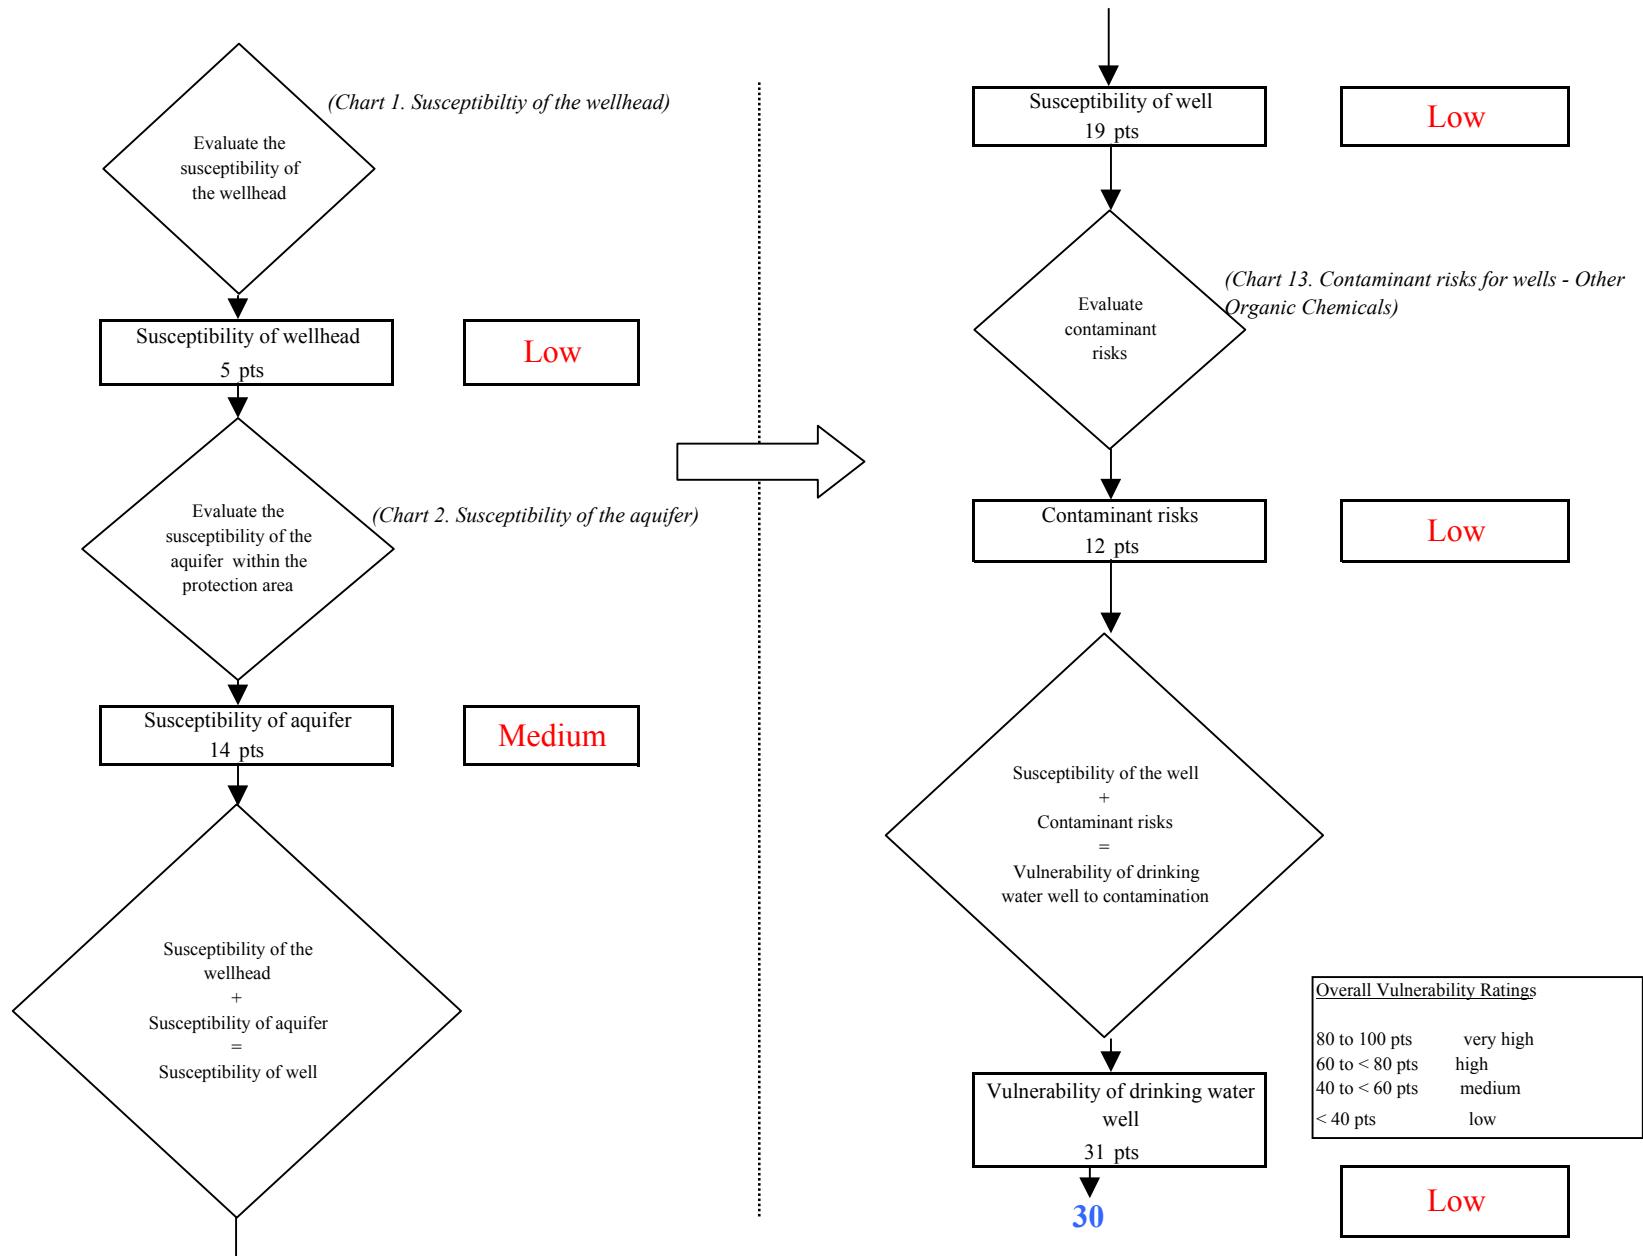 (Chart 1. Susceptibiltiy of the wellhead)
Evaluate the
susceptibility of
the wellhead
Susceptibility of wellhead
5 pts
Low
Evaluate the
susceptibility of the
aquifer within the
protection area
(Chart 2. Susceptibility of the aquifer)
Susceptibility of aquifer
14 pts
Medium
Susceptibility of the
wellhead
+
Susceptibility of aquifer
=
Susceptibility of well
Susceptibility of well
19 pts
Low
(Chart 13. Contaminant risks for wells - Other
Organic Chemicals)
Evaluate
contaminant
risks
Contaminant risks
12 pts
Low
Susceptibility of the well
+
Contaminant risks
=
Vulnerability of drinking
water well to contamination
Overall Vulnerability Ratings
80 to 100 pts very high
60 to < 80 pts high
40 to < 60 pts medium
< 40 pts low
Vulnerability of drinking water
well
31 pts
30
Low